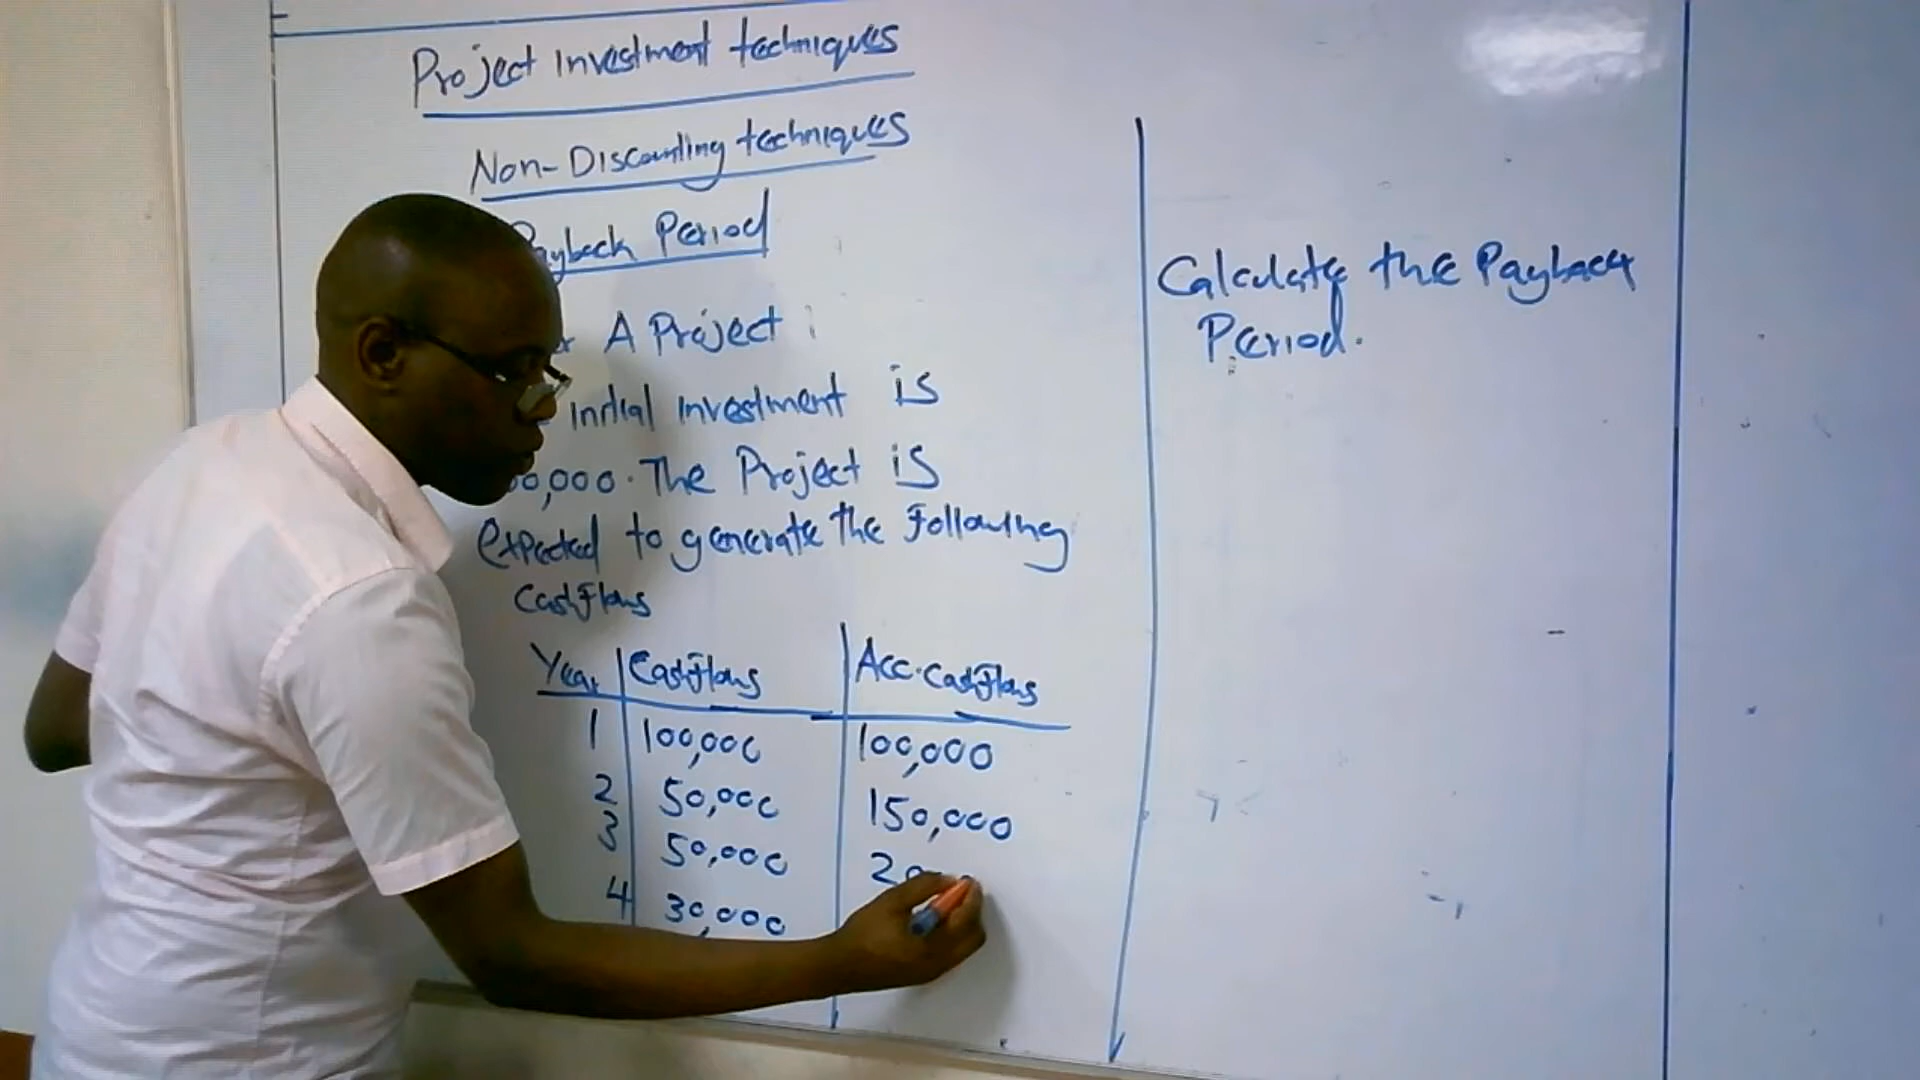 Project investment techniques
Non-Discounting techniques
Payback Period
A Project
initial investment is
00,000. The Project is
expected to generate the following
cashflows
Year Cashflows Acc. Cashflows
1 100,000 100,000
2 50,000 150,000
3 50,000 20
4 30,000
Calculate the Payback
Period.